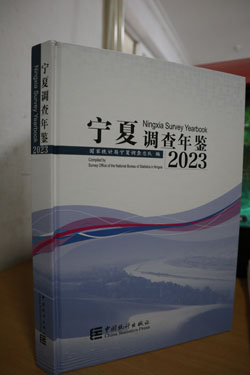 Ningxia Survey Yearbook
宁夏调查年鉴
2023
Ningxia Survey Yearbook
宁夏调查年鉴
2023
国家统计局宁夏调查总队 编
Compiled by
Survey Office of the National Bureau of Statistics in Ningxia
中国统计出版社
China Statistics Press